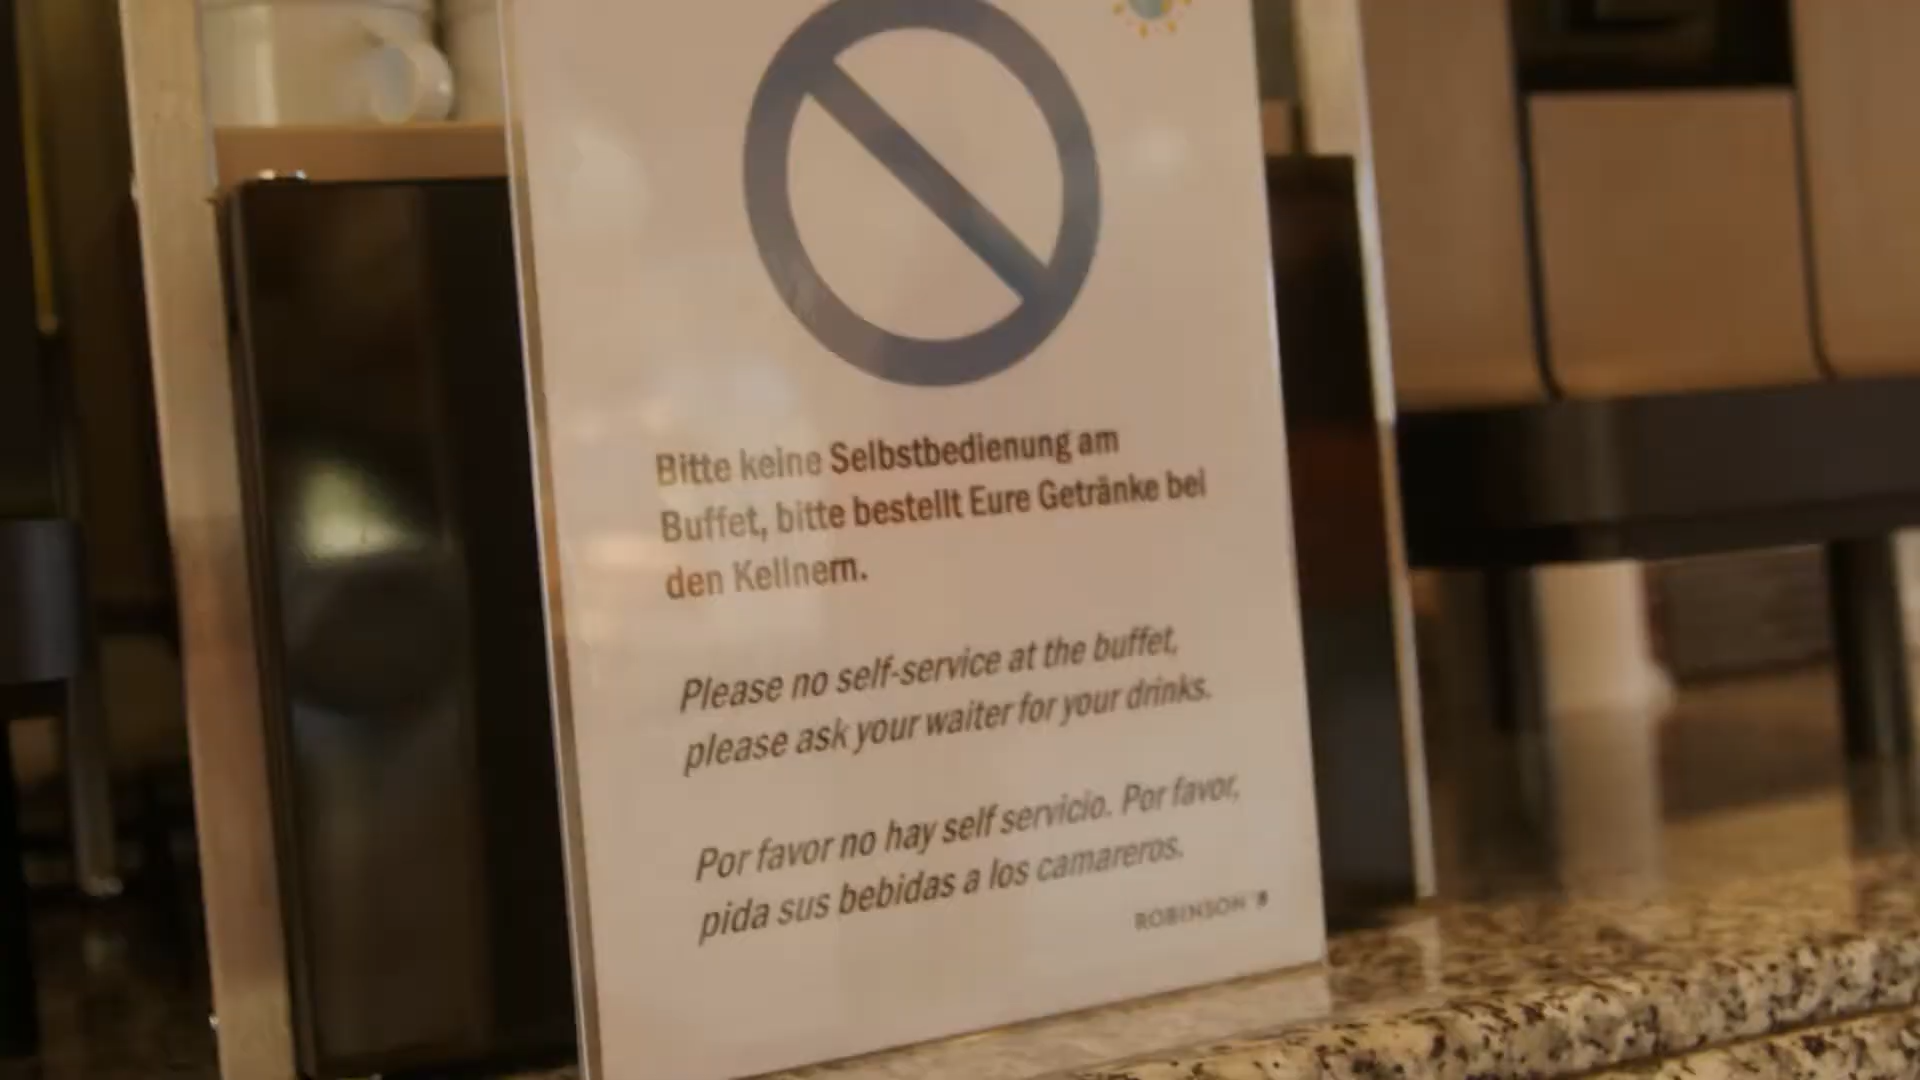 Bitte keine Selbstbedienung am
Buffet, bitte bestellt Eure Getränke bei
den Kellnern.
Please no self-service at the buffet,
please ask your waiter for your drinks.
Por favor no hay self servicio. Por favor,
pida sus bebidas a los camareros.
ROBINSON